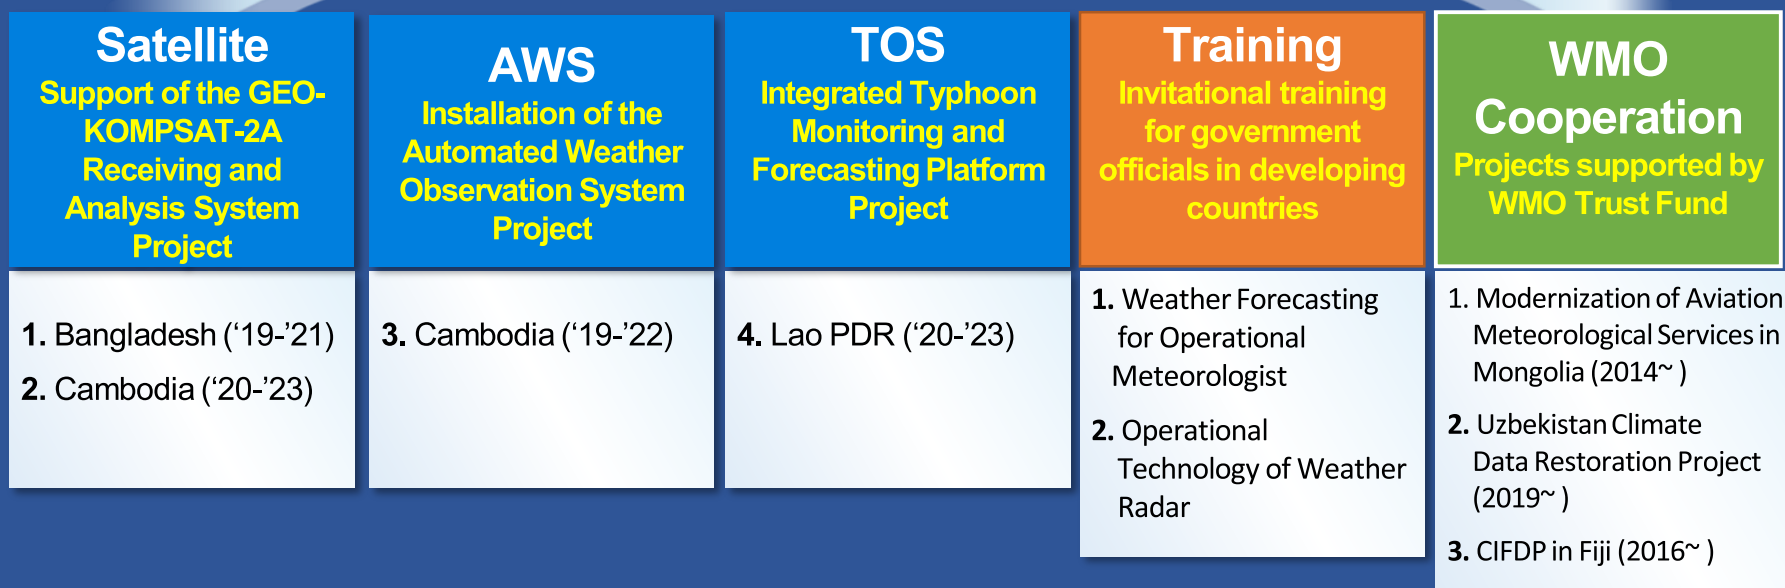 Satellite
Support of the GEO-
KOMPSAT-2A
Receiving and
Analysis System
Project
1. Bangladesh (‘19-’21)
2. Cambodia (‘20-’23)
AWS
Installation of the
Automated Weather
Observation System
Project
3. Cambodia (‘19-’22)
TOS
Integrated Typhoon
Monitoring and
Forecasting Platform
Project
4. Lao PDR (‘20-’23)
Training
Invitational training
for government
officials in developing
countries
1. Weather Forecasting
for Operational
Meteorologist
2. Operational
Technology of Weather
Radar
WMO
Cooperation
Projects supported by
WMO Trust Fund
1. Modernization of Aviation
Meteorological Services in
Mongolia (2014~ )
2. Uzbekistan Climate
Data Restoration Project
(2019~ )
3. CIFDP in Fiji (2016~ )